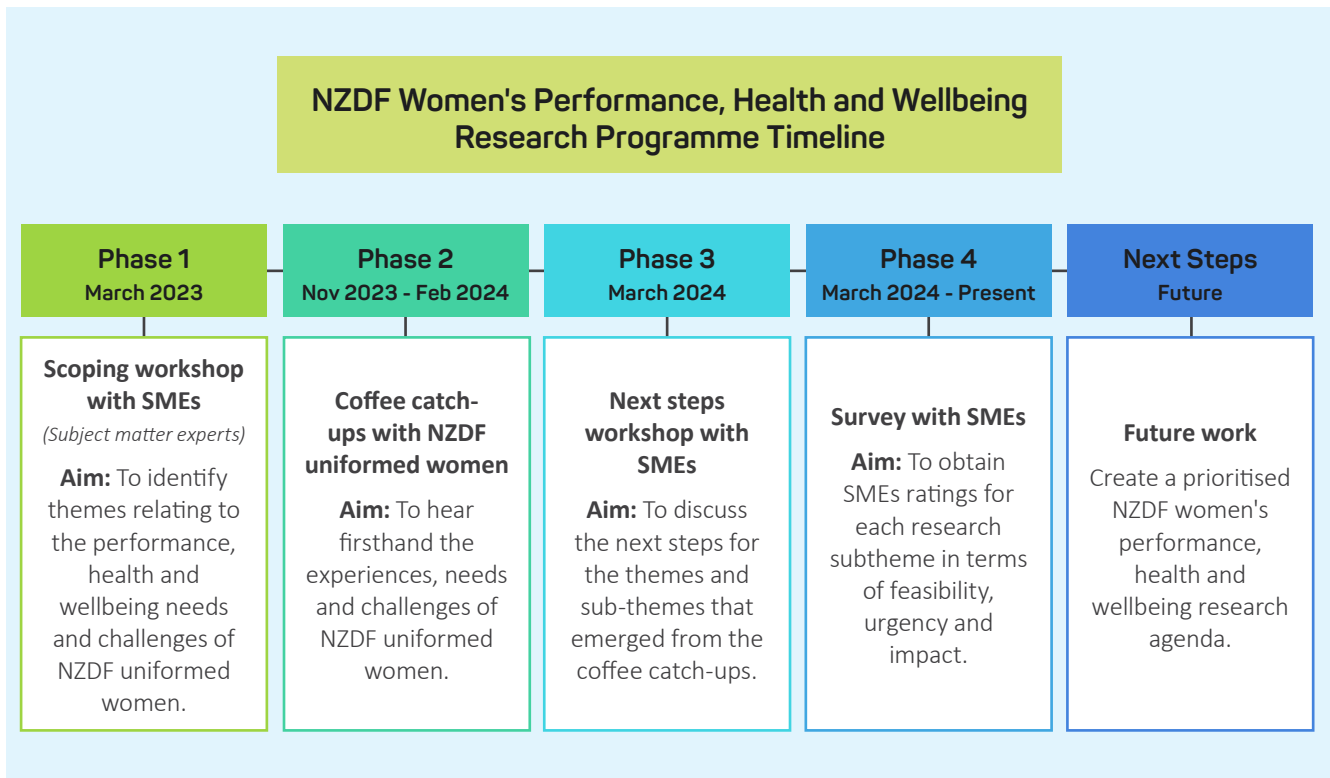 NZDF Women's Performance, Health and Wellbeing
Research Programme Timeline
Phase 1
March 2023
Scoping workshop
with SMEs
(Subject matter experts)
Aim: To identify
themes relating to
the performance,
health and
wellbeing needs
and challenges of
NZDF uniformed
women.
Phase 2
Nov 2023 - Feb 2024
Coffee catch-
ups with NZDF
uniformed women
Aim: To hear
firsthand the
experiences, needs
and challenges of
NZDF uniformed
women.
Phase 3
March 2024
Next steps
workshop with
SMEs
Aim: To discuss
the next steps for
the themes and
sub-themes that
emerged from the
coffee catch-ups.
Phase 4
March 2024 - Present
Survey with SMEs
Aim: To obtain
SMEs ratings for
each research
subtheme in terms
of feasibility,
urgency and
impact.
Next Steps
Future
Future work
Create a prioritised
NZDF women's
performance,
health and
wellbeing research
agenda.